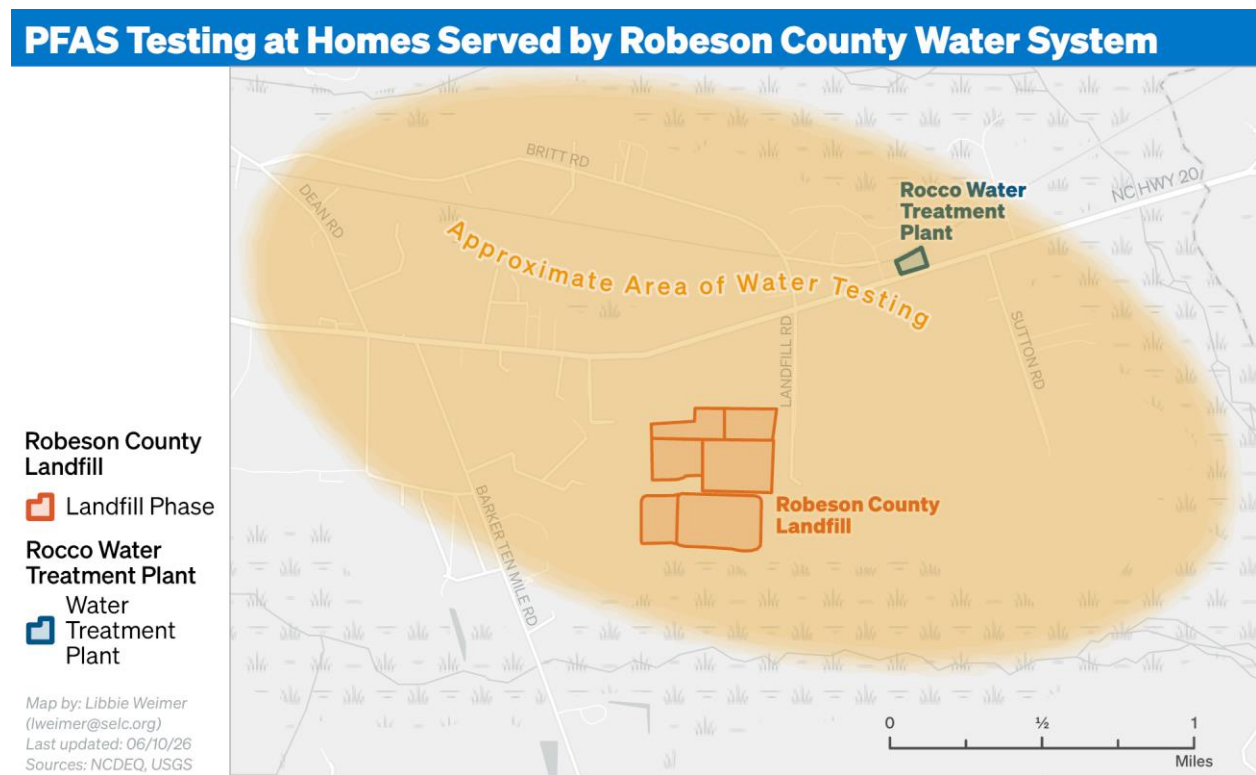 PFAS Testing at Homes Served by Robeson County Water System
BRITT RD
DEAN RD
Rocco Water
Treatment
Plant
NC HWY 20
Approximate Area of Water Testing
LANDFILL RD
SUTTON RD
Robeson County
Landfill
BARKER TEN MILE RD
Robeson County
Landfill
Landfill Phase
Rocco Water
Treatment Plant
Water
Treatment
Plant
Map by: Libbie Weimer
(lweimer@selc.org)
Last updated: 06/10/26
Sources: NCDEQ, USGS
0 ½ 1
Miles